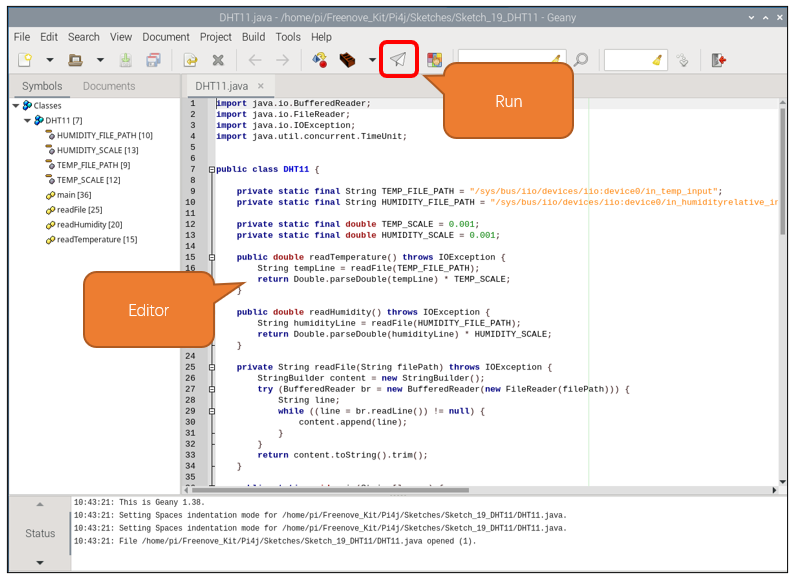 DHT11.java - /home/pi/Freenove_Kit/Pi4j/Sketches/Sketch_19_DHT11 - Geany
File Edit Search View Document Project Build Tools Help
Symbols Documents
DHT11.java ×
Classes
DHT11 [7]
HUMIDITY_FILE_PATH [10]
HUMIDITY_SCALE [13]
TEMP_FILE_PATH [9]
TEMP_SCALE [12]
main [36]
readFile [25]
readHumidity [20]
readTemperature [15]
Run
Editor
1 import java.io.BufferedReader;
2 import java.io.FileReader;
3 import java.io.IOException;
4 import java.util.concurrent.TimeUnit;
5
6
7 public class DHT11 {
8
9 private static final String TEMP_FILE_PATH = "/sys/bus/iio/devices/iio:device0/in_temp_input";
10 private static final String HUMIDITY_FILE_PATH = "/sys/bus/iio/devices/iio:device0/in_humidityrelative_in
11
12 private static final double TEMP_SCALE = 0.001;
13 private static final double HUMIDITY_SCALE = 0.001;
14
15 public double readTemperature() throws IOException {
16 String tempLine = readFile(TEMP_FILE_PATH);
return Double.parseDouble(tempLine) * TEMP_SCALE;
}
public double readHumidity() throws IOException {
String humidityLine = readFile(HUMIDITY_FILE_PATH);
return Double.parseDouble(humidityLine) * HUMIDITY_SCALE;
}
24
25 private String readFile(String filePath) throws IOException {
26 StringBuilder content = new StringBuilder();
27 try (BufferedReader br = new BufferedReader(new FileReader(filePath))) {
28 String line;
29 while ((line = br.readLine()) != null) {
30 content.append(line);
31 }
32 }
33 return content.toString().trim();
34 }
35
Status
10:43:21: This is Geany 1.38.
10:43:21: Setting Spaces indentation mode for /home/pi/Freenove_Kit/Pi4j/Sketches/Sketch_19_DHT11/DHT11.java.
10:43:21: Setting Spaces indentation mode for /home/pi/Freenove_Kit/Pi4j/Sketches/Sketch_19_DHT11/DHT11.java.
10:43:21: File /home/pi/Freenove_Kit/Pi4j/Sketches/Sketch_19_DHT11/DHT11.java opened (1).